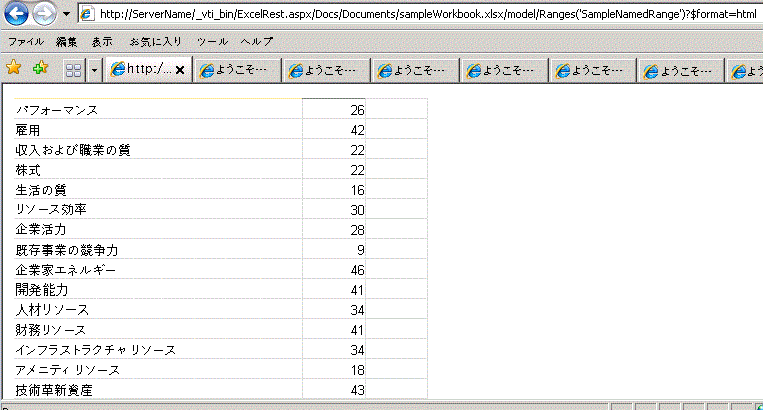 http://ServerName/_vti_bin/ExcelRest.aspx/Docs/Documents/sampleWorkbook.xlsx/model/Ranges('SampleNamedRange')?$format=html
ファイル 編集 表示 お気に入り ツール ヘルプ
http:/... ようこそ… ようこそ… ようこそ… ようこそ… ようこそ… ようこそ… ようこ
パフォーマンス 26
雇用 42
収入および職業の質 22
株式 22
生活の質 16
リソース効率 30
企業活力 28
既存事業の競争力 9
企業家エネルギー 46
開発能力 41
人材リソース 34
財務リソース 41
インフラストラクチャ リソース 34
アメニティ リソース 18
技術革新資産 43